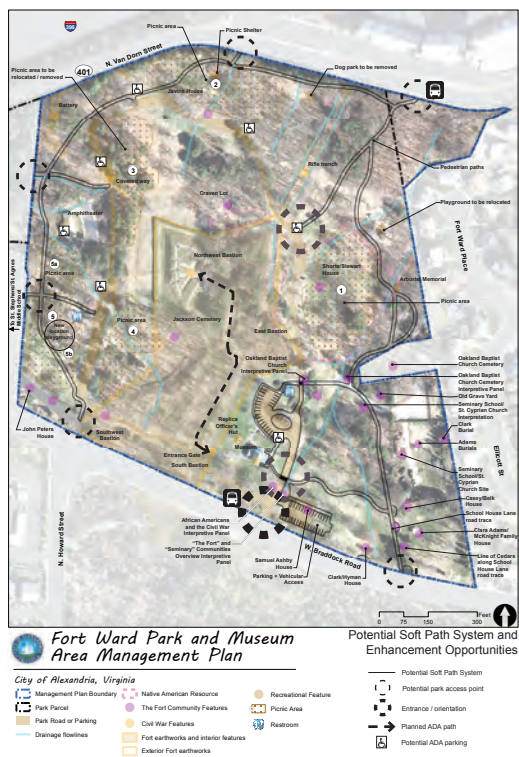 395
N. Van Dorn Street
Picnic area
Picnic Shelter
Picnic area to be
relocated / removed
401
Dog park to be removed
Javins House
2
Battery
Rifle trench
Pedestrian paths
3
Covered way
Craven Lot
Playground to be relocated
Amphitheater
Fort Ward Place
Northwest Bastion
5a
Picnic area
Shorts/Stewart
House
Arborist Memorial
1
Picnic area
To St. Stephens/St Agnes
Middle School
5
New
location
playground
5b
Picnic area
4
Jackson Cemetery
East Bastion
Oakland Baptist
Church
Interpretive Panel
Oakland Baptist
Church Cemetery
Oakland Baptist
Church Cemetery
Interpretive Panel
Old Grave Yard
Seminary School/
St. Cyprian Church
Interpretation
Clark
Burial
Adams
Burials
Ellicott St
John Peters
House
Southwest
Bastion
Replica
Officer's
Hut
Museum
Entrance Gate
South Bastion
Seminary
School/St.
Cyprian
Church Site
Casey/Belk
House
School House Lane
road trace
Clara Adams/
McKnight Family
House
Line of Cedars
along School
House Lane
road trace
N. Howard Street
African Americans
and the Civil War
Interpretive Panel
"The Fort" and
"Seminary" Communities
Overview Interpretive
Panel
Samuel Ashby
House
Parking + Vehicular
Access
W. Braddock Road
Clark/Hyman
House
0 75 150 300 Feet
Fort Ward Park and Museum
Area Management Plan
Potential Soft Path System and
Enhancement Opportunities
City of Alexandria, Virginia
Management Plan Boundary
Park Parcel
Park Road or Parking
Drainage flowlines
Native American Resource
The Fort Community Features
Civil War Features
Fort earthworks and interior features
Exterior Fort earthworks
Recreational Feature
Picnic Area
Restroom
Potential Soft Path System
Potential park access point
Entrance / orientation
Planned ADA path
Potential ADA parking